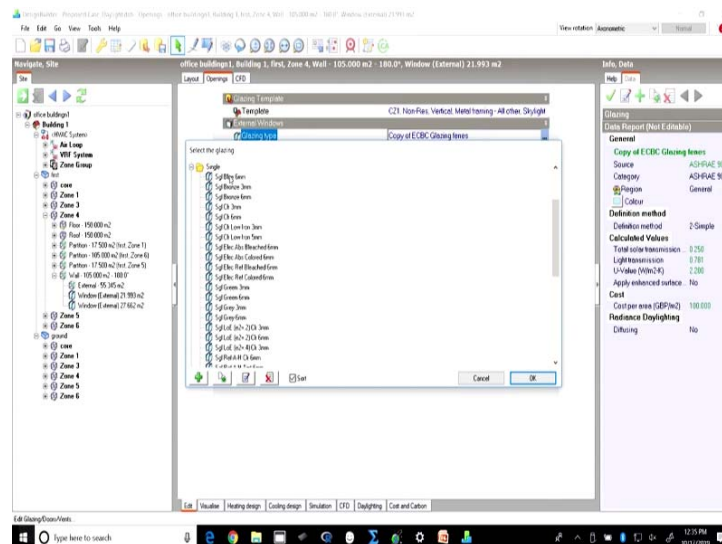 File Edit Go View Tools Help
View rotation Axonometric Normal
Navigate, Site
office buildingn1, Building 1, first, Zone 4, Wall - 105.000 m2 - 180.0°, Window (External) 21.993 m2
Info, Data
Site
Layout Openings CFD
Help Data
Glazing Template
Template
C21. Non-Res, Vertical, Metal framing - All other, Skylight
External Windows
Glazing type
Copy of ECBC Glazing fenes
office buildingn1
Building 1
Air Loop
VRF System
Zone Group
first
core
Zone 1
Zone 3
Zone 4
Floor - 150.000 m2
Roof - 150.000 m2
Partition - 17.500 m2 (first, Zone 1)
Partition - 105.000 m2 (first, Zone 6)
Partition - 17.500 m2 (first, Zone 5)
Wall - 105.000 m2 - 180.0°
External - 55.345 m2
Window (External) 21.993 m2
Window (External) 27.662 m2
Zone 5
Zone 6
ground
core
Zone 1
Zone 3
Zone 4
Zone 5
Zone 6
Select the glazing
Single
Sgl Blue 6mm
Sgl Bronze 3mm
Sgl Bronze 6mm
Sgl Clr 3mm
Sgl Clr 6mm
Sgl Clr Low Iron 3mm
Sgl Clr Low Iron 5mm
Sgl Elec Abs Bleached 6mm
Sgl Elec Abs Colored 6mm
Sgl Elec Ref Bleached 6mm
Sgl Elec Ref Colored 6mm
Sgl Green 3mm
Sgl Green 6mm
Sgl Grey 3mm
Sgl Grey 6mm
Sgl LoE (e2=.2) Clr 3mm
Sgl LoE (e2=.2) Clr 6mm
Sgl LoE (e2=.4) Clr 3mm
Sgl Ref A-H Clr 6mm
Sort
Cancel OK
Glazing
Data Report (Not Editable)
General
Copy of ECBC Glazing fenes
Source ASHRAE 90
Category ASHRAE 90
Region General
Colour
Definition method
Definition method 2-Simple
Calculated Values
Total solar transmission 0.250
Light transmission 0.781
U-Value (W/m2-K) 2.200
Apply enhanced surface No
Cost
Cost per area (GBP/m2) 100.000
Radiance Daylighting
Diffusing No
Edit Visualise Heating design Cooling design Simulation CFD Daylighting Cost and Carbon
Edit Glazing/Doors/Vents.
Type here to search
12:35 PM